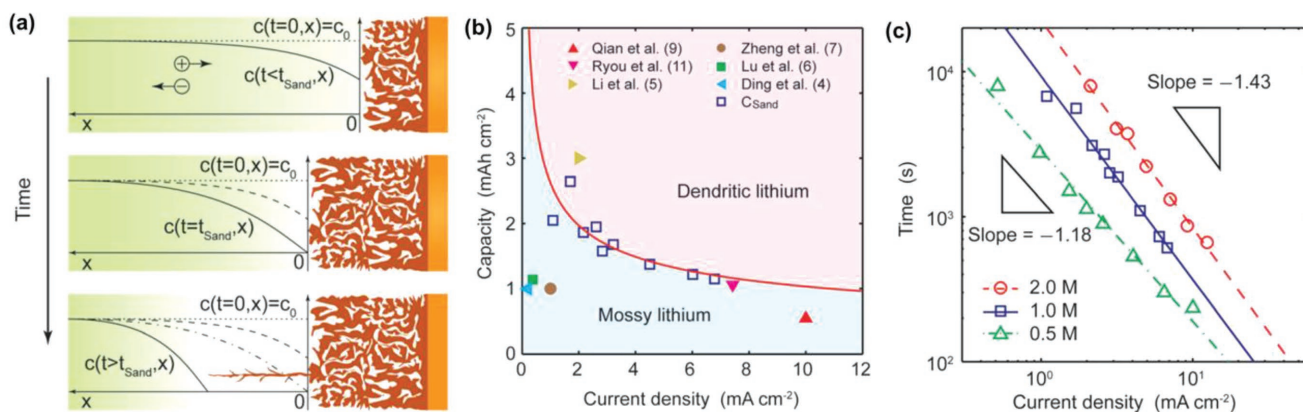 (a)
c(t=0,x)=c₀
c(t<t_Sand,x)
+
−
x
0
Time
c(t=0,x)=c₀
c(t=t_Sand,x)
x
0
c(t=0,x)=c₀
c(t>t_Sand,x)
x
0
(b)
Capacity (mAh cm⁻²)
5
4
3
2
1
0
Qian et al. (9)
Ryou et al. (11)
Li et al. (5)
Zheng et al. (7)
Lu et al. (6)
Ding et al. (4)
C_Sand
Dendritic lithium
Mossy lithium
0 2 4 6 8 10 12
Current density (mA cm⁻²)
(c)
Time (s)
10⁴
10³
10²
Slope = −1.43
Slope = −1.18
2.0 M
1.0 M
0.5 M
10⁰ 10¹
Current density (mA cm⁻²)